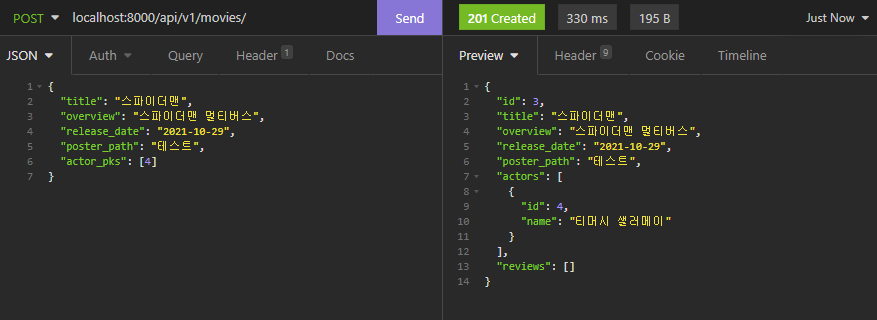 POST localhost:8000/api/v1/movies/ Send 201 Created 330 ms 195 B Just Now
JSON Auth Query Header 1 Docs
Preview Header 9 Cookie Timeline
1 {
2 "title": "스파이더맨",
3 "overview": "스파이더맨 멀티버스",
4 "release_date": "2021-10-29",
5 "poster_path": "테스트",
6 "actor_pks": [4]
7 }
1 {
2 "id": 3,
3 "title": "스파이더맨",
4 "overview": "스파이더맨 멀티버스",
5 "release_date": "2021-10-29",
6 "poster_path": "테스트",
7 "actors": [
8 {
9 "id": 4,
10 "name": "티머시 샐러메이"
11 }
12 ],
13 "reviews": []
14 }